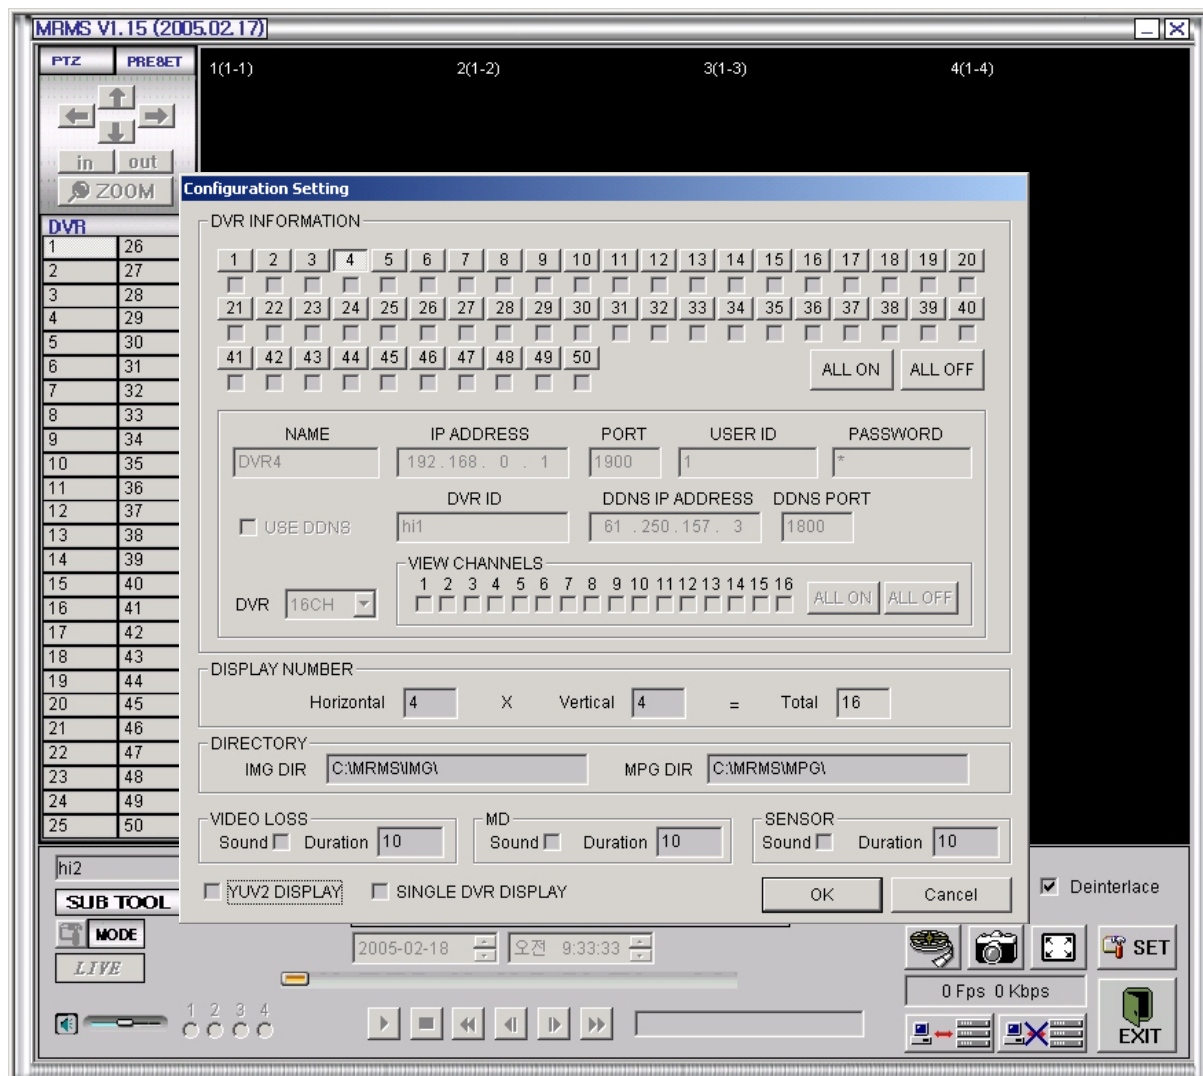 MRMS V1.15 (2005.02.17)
PTZ PRESET
1(1-1) 2(1-2) 3(1-3) 4(1-4)
in out
ZOOM
DVR
1 26
2 27
3 28
4 29
5 30
6 31
7 32
8 33
9 34
10 35
11 36
12 37
13 38
14 39
15 40
16 41
17 42
18 43
19 44
20 45
21 46
22 47
23 48
24 49
25 50
Configuration Setting
DVR INFORMATION
1 2 3 4 5 6 7 8 9 10 11 12 13 14 15 16 17 18 19 20
21 22 23 24 25 26 27 28 29 30 31 32 33 34 35 36 37 38 39 40
41 42 43 44 45 46 47 48 49 50
ALL ON ALL OFF
NAME IP ADDRESS PORT USER ID PASSWORD
DVR4 192.168. 0 . 1 1900 1 *
DVR ID DDNS IP ADDRESS DDNS PORT
USE DDNS hi1 61 .250.157. 3 1800
VIEW CHANNELS
1 2 3 4 5 6 7 8 9 10 11 12 13 14 15 16
DVR 16CH ALL ON ALL OFF
DISPLAY NUMBER
Horizontal 4 X Vertical 4 = Total 16
DIRECTORY
IMG DIR C:\MRMS\IMG\ MPG DIR C:\MRMS\MPG\
VIDEO LOSS MD SENSOR
Sound Duration 10 Sound Duration 10 Sound Duration 10
YUV2 DISPLAY SINGLE DVR DISPLAY OK Cancel
hi2
Deinterlace
SUB TOOL
MODE
2005-02-18 오전 9:33:33
SET
LIVE
0 Fps 0 Kbps
1 2 3 4
EXIT